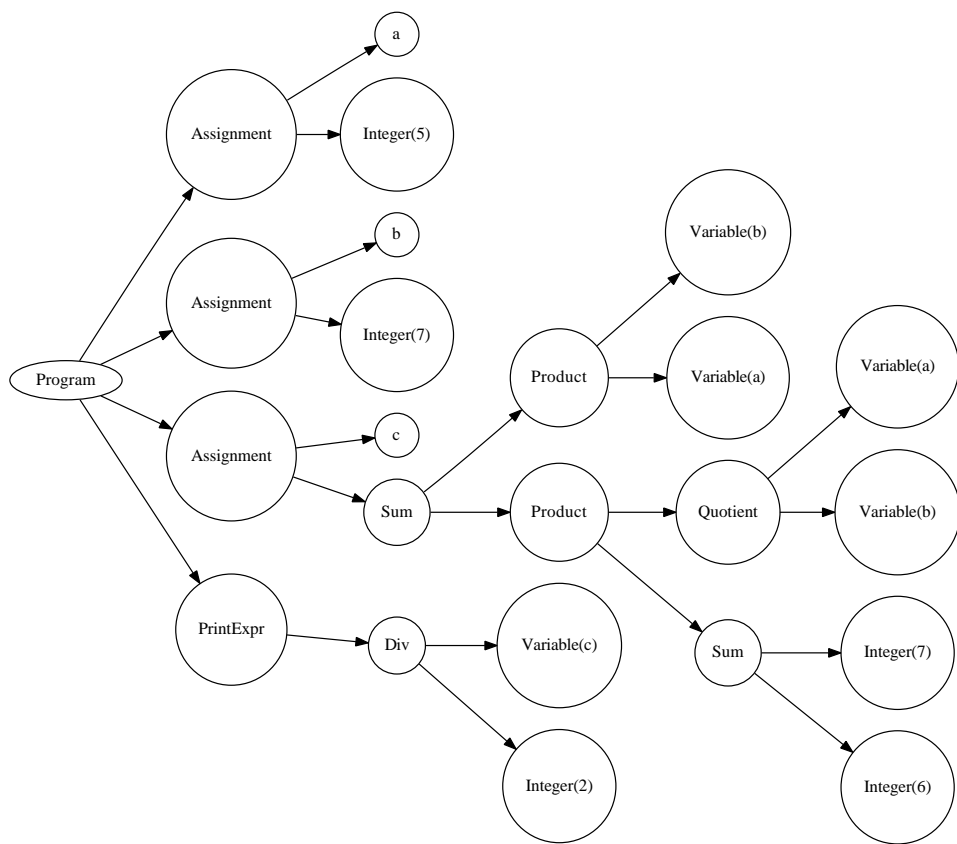 Program
Assignment
a
Integer(5)
Assignment
b
Integer(7)
Assignment
c
Sum
Product
Variable(b)
Variable(a)
Product
Quotient
Variable(a)
Variable(b)
Sum
Integer(7)
Integer(6)
PrintExpr
Div
Variable(c)
Integer(2)